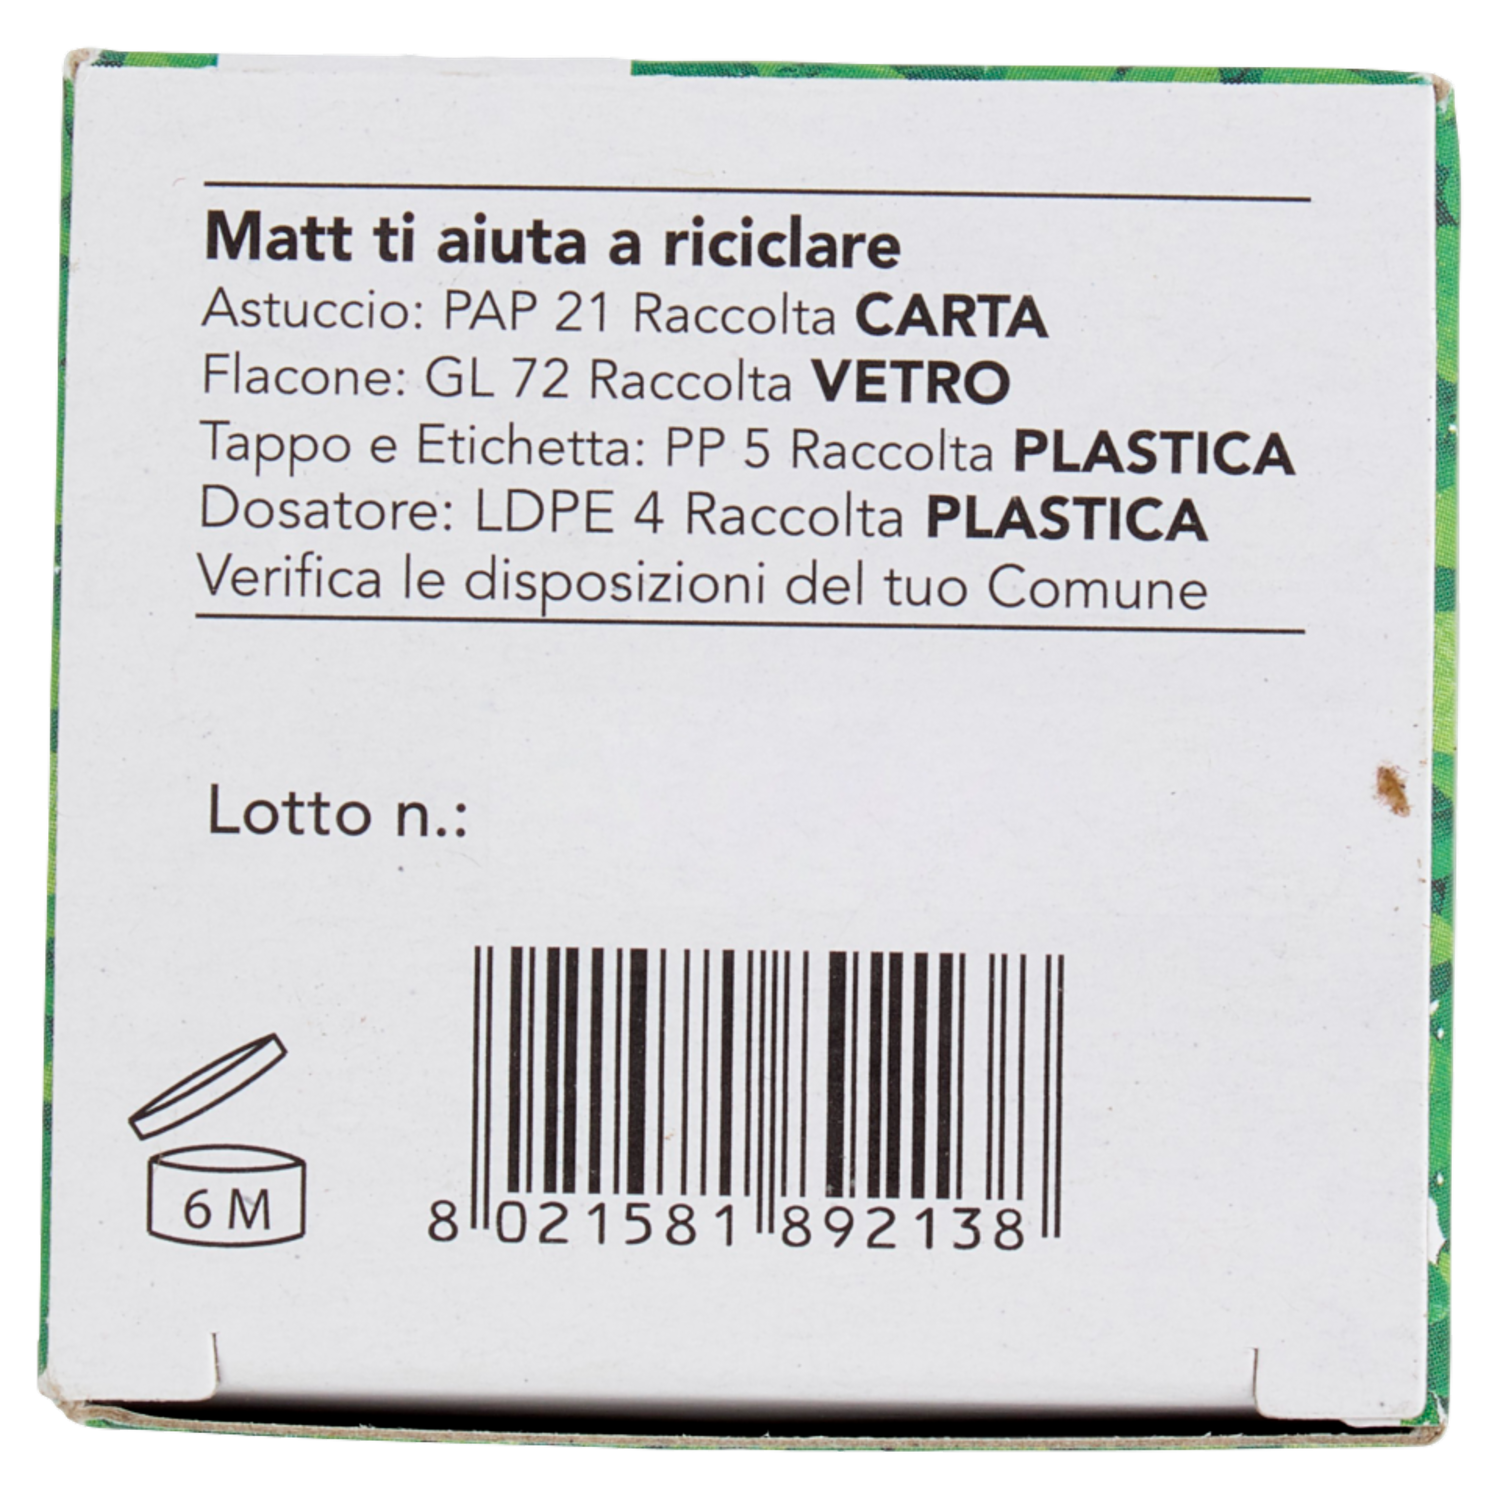 Matt ti aiuta a riciclare
Astuccio: PAP 21 Raccolta CARTA
Flacone: GL 72 Raccolta VETRO
Tappo e Etichetta: PP 5 Raccolta PLASTICA
Dosatore: LDPE 4 Raccolta PLASTICA
Verifica le disposizioni del tuo Comune
Lotto n.:
6 M
8 021581 892138